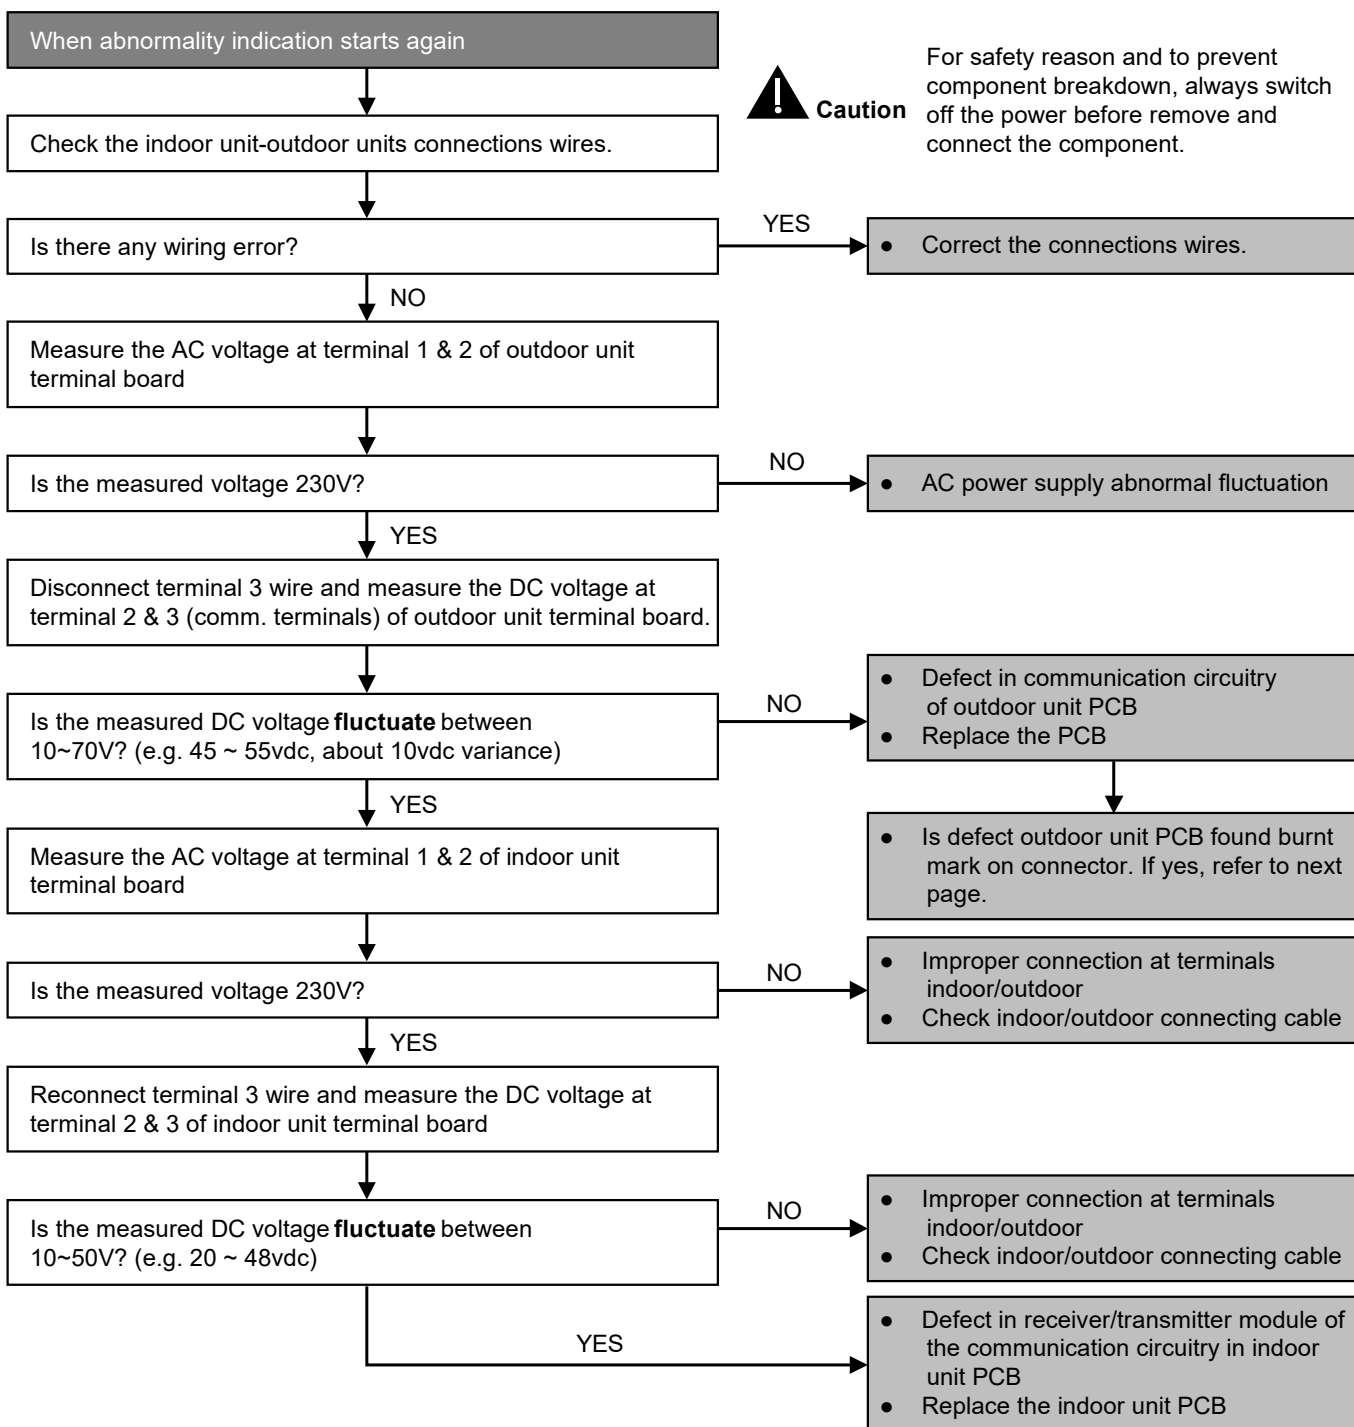 When abnormality indication starts again
Caution
For safety reason and to prevent
component breakdown, always switch
off the power before remove and
connect the component.
Check the indoor unit-outdoor units connections wires.
Is there any wiring error?
YES
● Correct the connections wires.
NO
Measure the AC voltage at terminal 1 & 2 of outdoor unit
terminal board
Is the measured voltage 230V?
NO
● AC power supply abnormal fluctuation
YES
Disconnect terminal 3 wire and measure the DC voltage at
terminal 2 & 3 (comm. terminals) of outdoor unit terminal board.
Is the measured DC voltage fluctuate between
10~70V? (e.g. 45 ~ 55vdc, about 10vdc variance)
NO
● Defect in communication circuitry
of outdoor unit PCB
● Replace the PCB
● Is defect outdoor unit PCB found burnt
mark on connector. If yes, refer to next
page.
YES
Measure the AC voltage at terminal 1 & 2 of indoor unit
terminal board
Is the measured voltage 230V?
NO
● Improper connection at terminals
indoor/outdoor
● Check indoor/outdoor connecting cable
YES
Reconnect terminal 3 wire and measure the DC voltage at
terminal 2 & 3 of indoor unit terminal board
Is the measured DC voltage fluctuate between
10~50V? (e.g. 20 ~ 48vdc)
NO
● Improper connection at terminals
indoor/outdoor
● Check indoor/outdoor connecting cable
YES
● Defect in receiver/transmitter module of
the communication circuitry in indoor
unit PCB
● Replace the indoor unit PCB